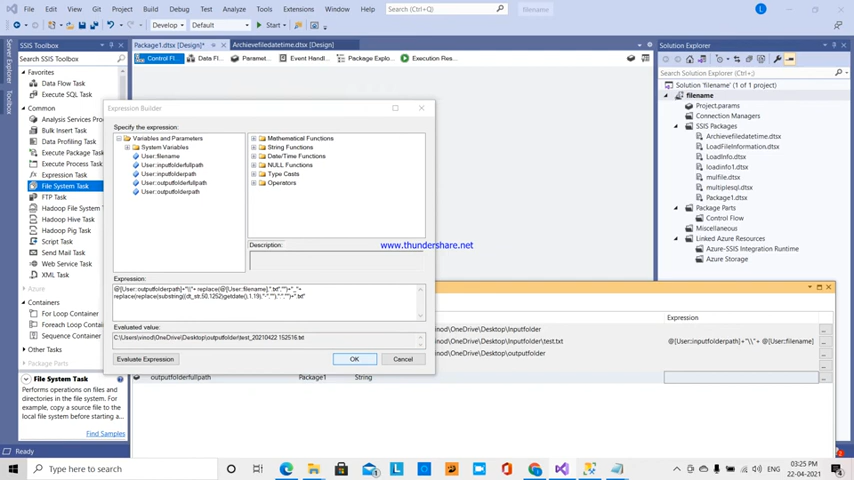 File Edit View Git Project Build Debug Test Analyze Tools Extensions Window Help Search (Ctrl+Q) filename L
Develop Default Start
SSIS Toolbox
Package1.dtsx [Design]* Archivefiledatetime.dtsx [Design]
Solution Explorer
Server Explorer
Toolbox
Search SSIS Toolbox
Control Fl... Data Fl... Paramet... Event Handl... Package Explo... Execution Res...
Search Solution Explorer (Ctrl+;)
Favorites
Data Flow Task
Execute SQL Task
Common
Analysis Services Pro
Bulk Insert Task
Data Profiling Task
Execute Package Task
Execute Process Task
Expression Task
File System Task
FTP Task
Hadoop File System T
Hadoop Hive Task
Hadoop Pig Task
Script Task
Send Mail Task
Web Service Task
XML Task
Azure
Containers
For Loop Container
Foreach Loop Contain
Sequence Container
Other Tasks
File System Task
Performs operations on files and
directories in the file system. For
example, copy a source file to the
folder before starting a...
Find Samples
Expression Builder
Specify the expression:
Variables and Parameters
System Variables
User::filename
User::inputfolderfullpath
User::inputfolderpath
User::outputfolderfullpath
User::outputfolderpath
Mathematical Functions
String Functions
Date/Time Functions
NULL Functions
Type Casts
Operators
Description:
www.thundershare.net
Expression:
@[User::outputfolderpath]+"\\"+ replace(@[User::filename],".txt","")+"_"+
replace(replace(substring((dt_str,50,1252)getdate(),1,19),"-",""),":","")+".txt"
Evaluated value:
C:\Users\vinod\OneDrive\Desktop\outputfolder\test_20210422 152516.txt
Evaluate Expression OK Cancel
Expression
vinod\OneDrive\Desktop\Inputfolder
vinod\OneDrive\Desktop\Inputfolder\test.txt @[User::inputfolderpath]+"\\"+ @[User::filename]
vinod\OneDrive\Desktop\outputfolder
outputfolderfullpath Package1 String
Solution 'filename' (1 of 1 project)
filename
Project.params
Connection Managers
SSIS Packages
Archivefiledatetime.dtsx
LoadFileInformation.dtsx
LoadInfo.dtsx
loadinfo1.dtsx
mulfile.dtsx
multiplesql.dtsx
Package1.dtsx
Package Parts
Control Flow
Miscellaneous
Linked Azure Resources
Azure-SSIS Integration Runtime
Azure Storage
Ready
Type here to search
03:25 PM
22-04-2021